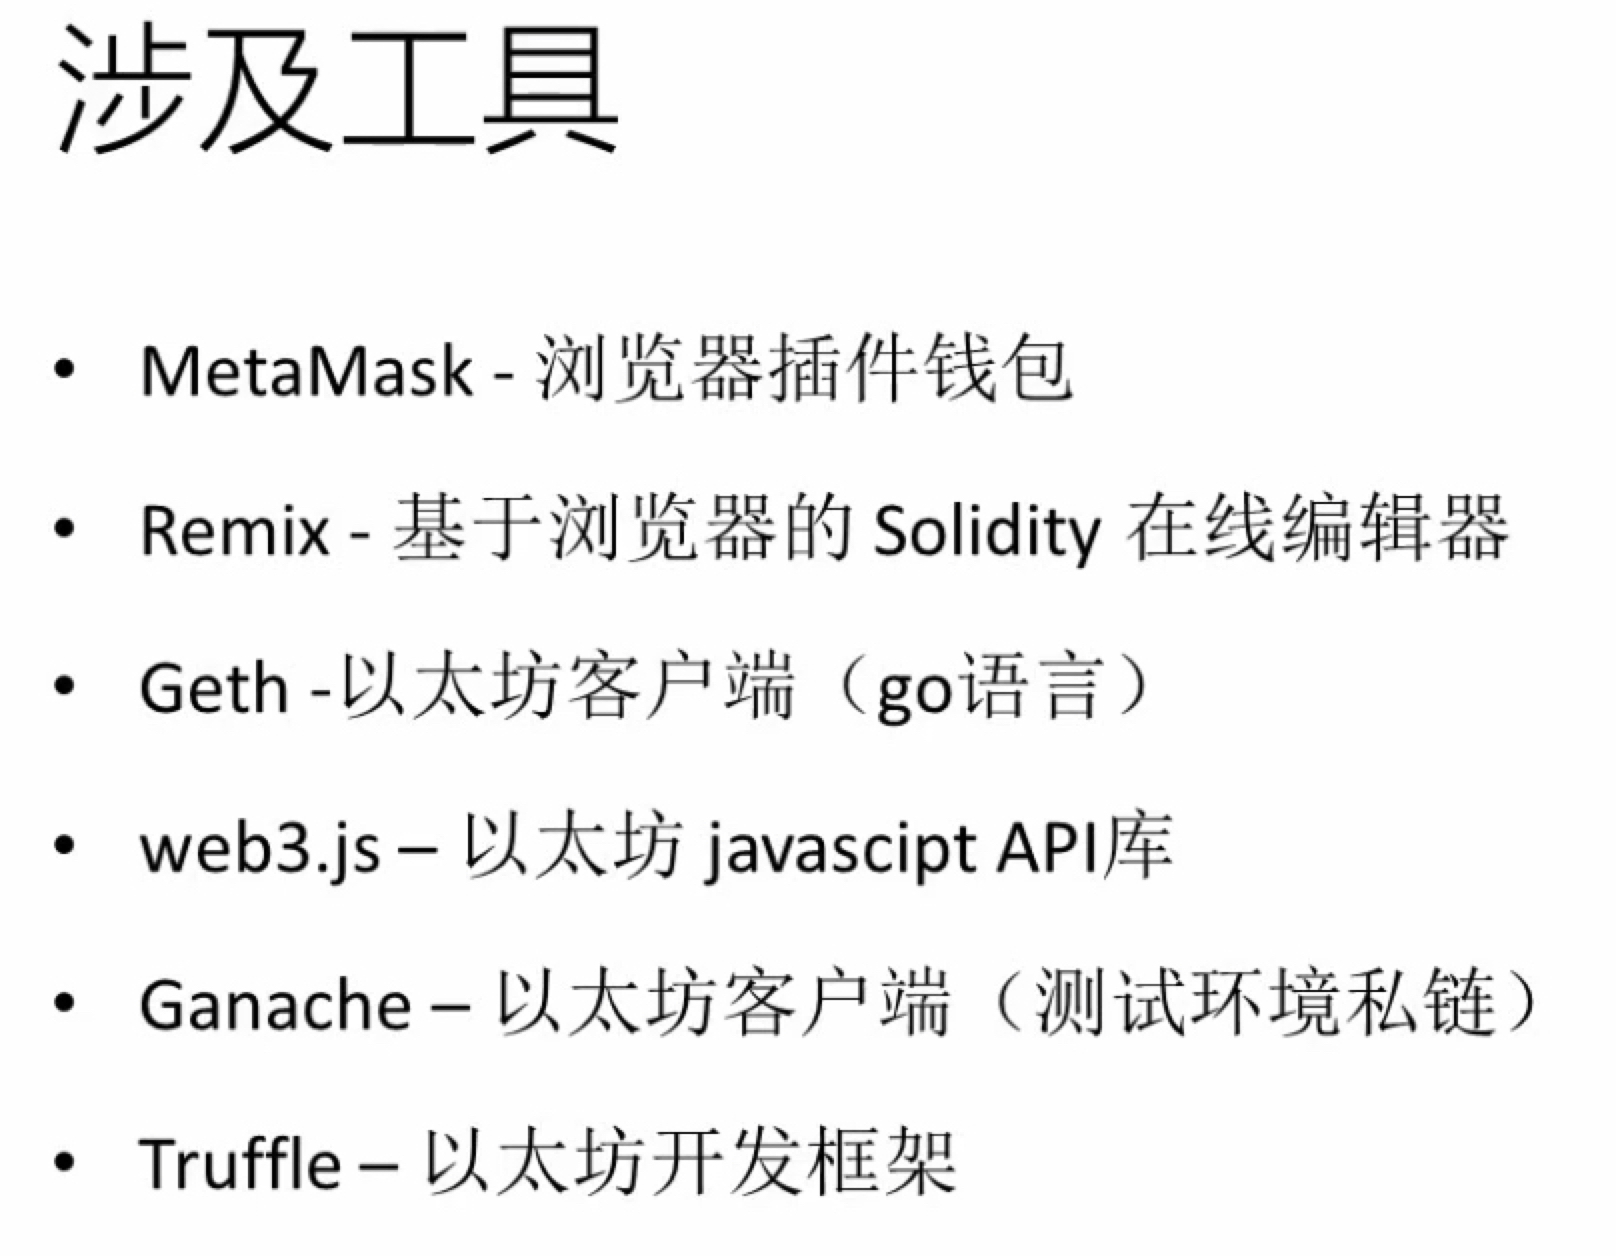 涉及工具
• MetaMask - 浏览器插件钱包
• Remix - 基于浏览器的 Solidity 在线编辑器
• Geth -以太坊客户端（go语言）
• web3.js – 以太坊 javascipt API库
• Ganache – 以太坊客户端（测试环境私链）
• Truffle – 以太坊开发框架